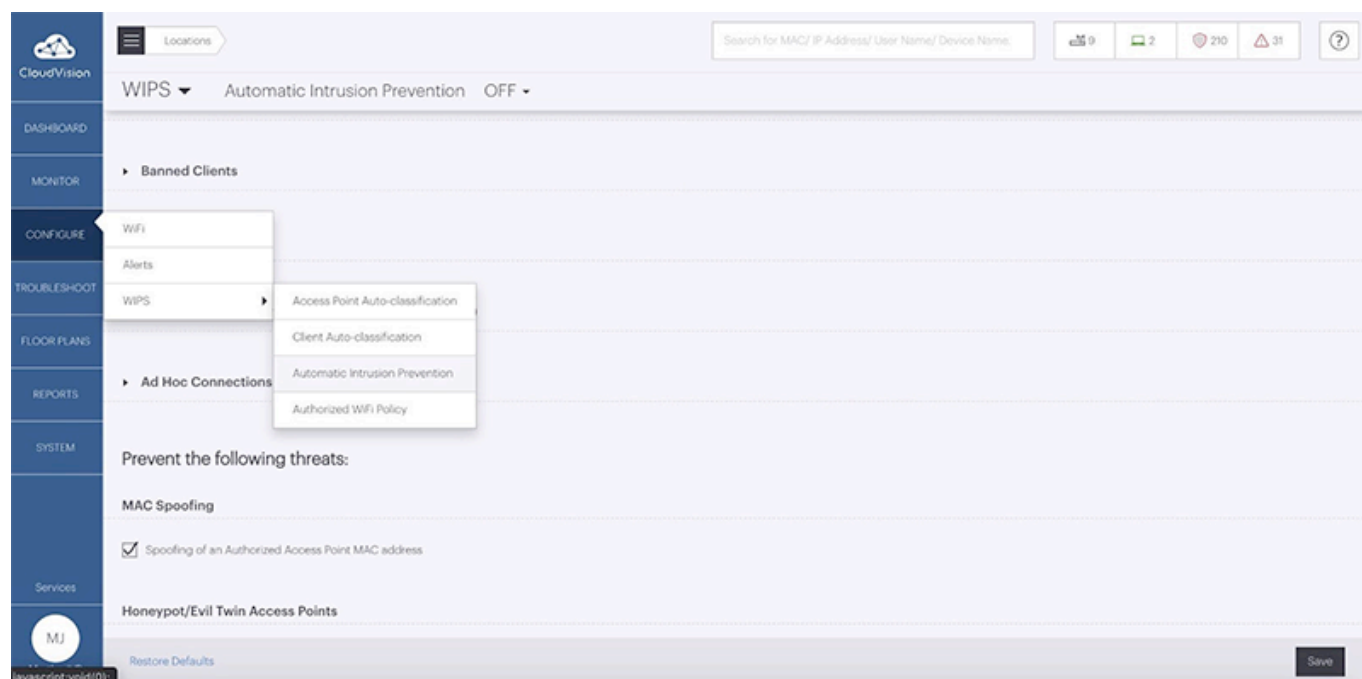 CloudVision
Locations
Search for MAC/ IP Address/ User Name/ Device Name.
9
2
210
31
?
WIPS
Automatic Intrusion Prevention
OFF
DASHBOARD
MONITOR
CONFIGURE
TROUBLESHOOT
FLOOR PLANS
REPORTS
SYSTEM
Services
MJ
javascript:void(0);
Banned Clients
WiFi
Alerts
WIPS
Access Point Auto-classification
Client Auto-classification
Automatic Intrusion Prevention
Authorized WiFi Policy
Ad Hoc Connections
Prevent the following threats:
MAC Spoofing
Spoofing of an Authorized Access Point MAC address
Honeypot/Evil Twin Access Points
Restore Defaults
Save